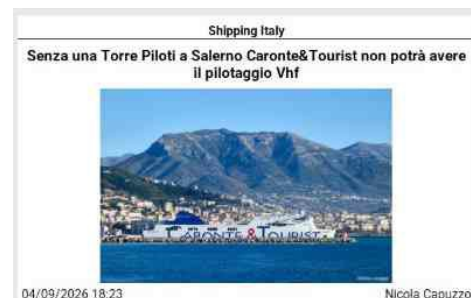 Shipping Italy
Senza una Torre Piloti a Salerno Caronte&Tourist non potrà avere
il pilotaggio Vhf
CARONTE & TOURIST
04/09/2026 18:23
Nicola Capuzzo